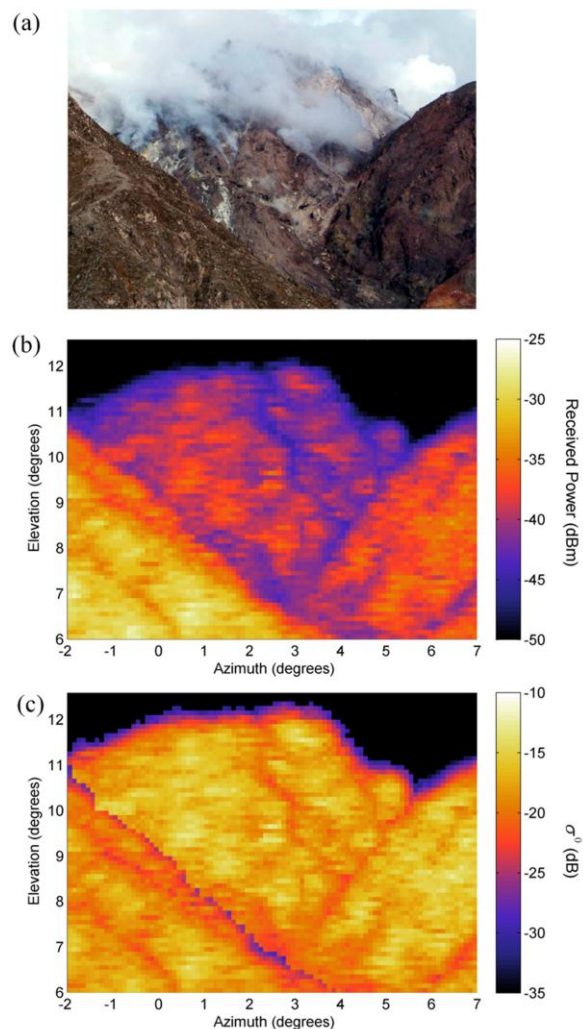 (a)
(b)
12
11
10
9
8
7
6
Elevation (degrees)
-2 -1 0 1 2 3 4 5 6 7
Azimuth (degrees)
-25
-30
-35
-40
-45
-50
Received Power (dBm)
(c)
12
11
10
9
8
7
6
Elevation (degrees)
-2 -1 0 1 2 3 4 5 6 7
Azimuth (degrees)
-10
-15
-20
-25
-30
-35
σ⁰ (dB)